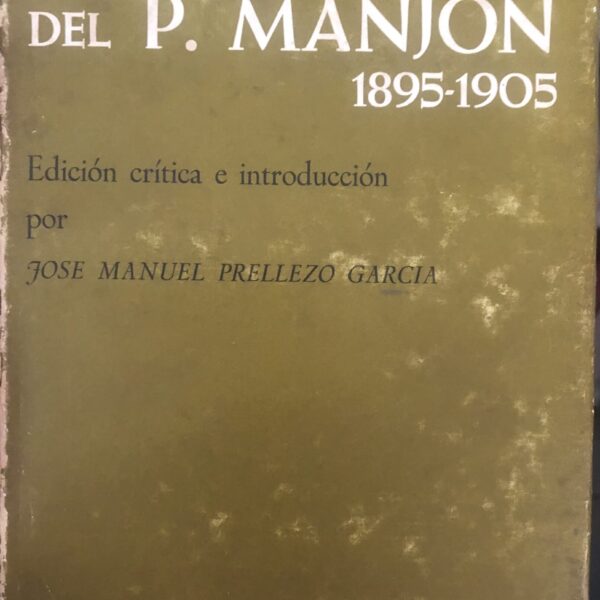 DEL P. MANJON
1895-1905
Edición crítica e introducción
por
JOSE MANUEL PRELLEZO GARCIA